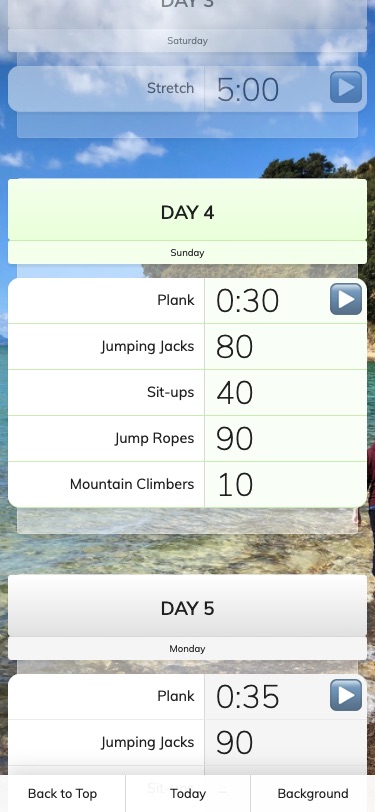 DAY 3
Saturday
Stretch 5:00
DAY 4
Sunday
Plank 0:30
Jumping Jacks 80
Sit-ups 40
Jump Ropes 90
Mountain Climbers 10
DAY 5
Monday
Plank 0:35
Jumping Jacks 90
Back to Top Today Background